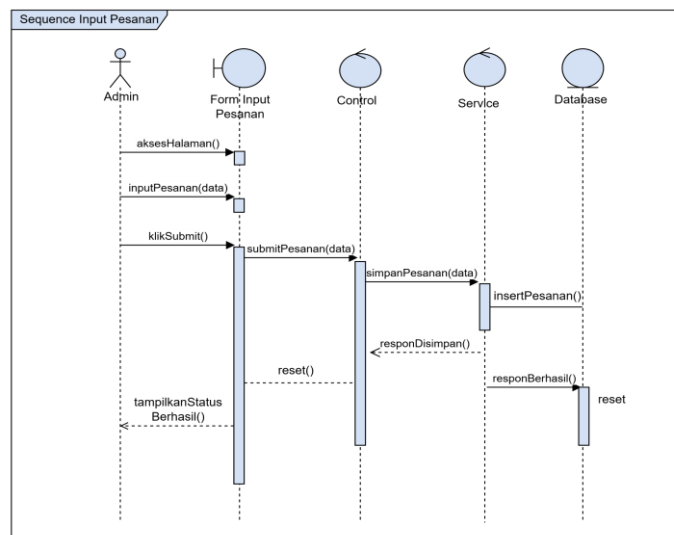 Sequence Input Pesanan
Admin
Form Input
Pesanan
Control
Service
Database
aksesHalaman()
inputPesanan(data)
klikSubmit()
submitPesanan(data)
simpanPesanan(data)
insertPesanan()
responDisimpan()
reset()
responBerhasil()
tampilkanStatus
Berhasil()
reset